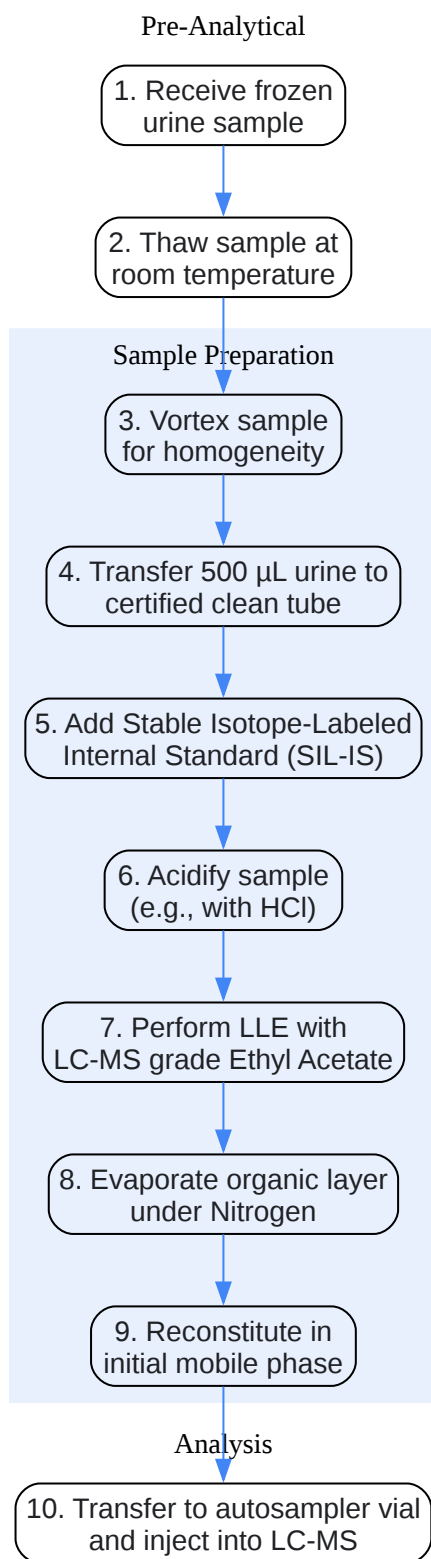 Pre-Analytical
1. Receive frozen
urine sample
2. Thaw sample at
room temperature
Sample Preparation
3. Vortex sample
for homogeneity
4. Transfer 500 µL urine to
certified clean tube
5. Add Stable Isotope-Labeled
Internal Standard (SIL-IS)
6. Acidify sample
(e.g., with HCl)
7. Perform LLE with
LC-MS grade Ethyl Acetate
8. Evaporate organic layer
under Nitrogen
9. Reconstitute in
initial mobile phase
Analysis
10. Transfer to autosampler vial
and inject into LC-MS